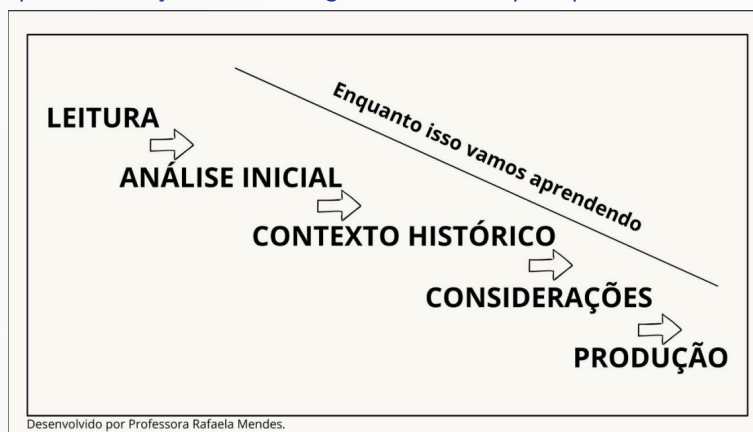 LEITURA
Enquanto isso vamos aprendendo
ANÁLISE INICIAL
CONTEXTO HISTÓRICO
CONSIDERAÇÕES
PRODUÇÃO
Desenvolvido por Professora Rafaela Mendes.